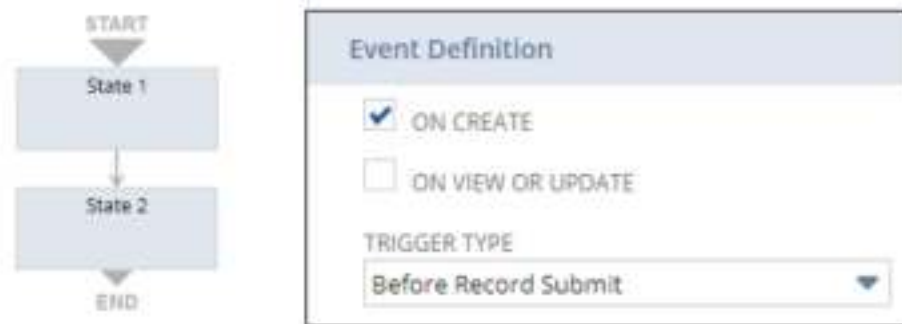 START
State 1
State 2
END
Event Definition
ON CREATE
ON VIEW OR UPDATE
TRIGGER TYPE
Before Record Submit